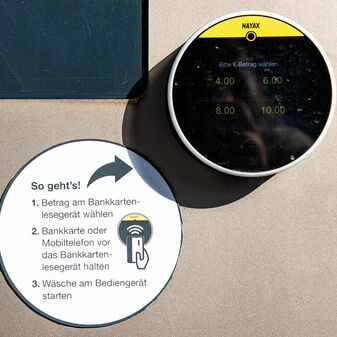 NAYAX
Bitte €-Betrag wählen
4.00 6.00
8.00 10.00
So geht's!
1. Betrag am Bankkarten-
lesegerät wählen
2. Bankkarte oder
Mobiltelefon vor
das Bankkarten-
lesegerät halten
3. Wäsche am Bediengerät
starten